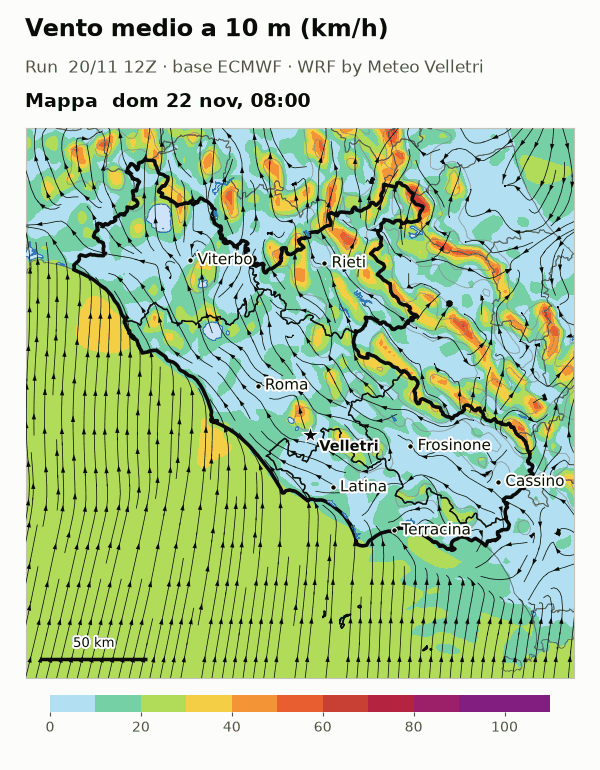 Vento medio a 10 m (km/h)
Run  20/11 12Z · base ECMWF · WRF by Meteo Velletri
Mappa  dom 22 nov, 08:00
Viterbo
Rieti
Roma
Velletri
Frosinone
Cassino
Latina
Terracina
50 km
0 20 40 60 80 100